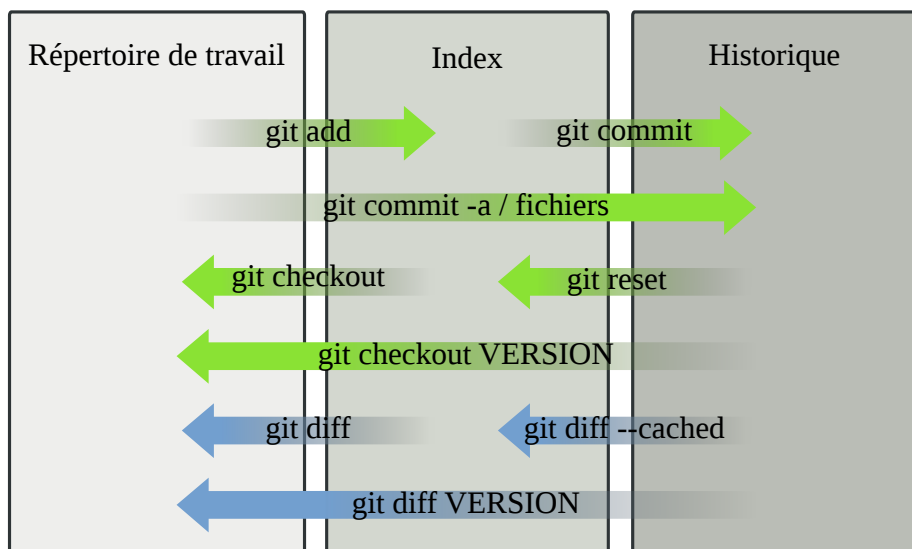 Répertoire de travail
Index
Historique
git add
git commit
git commit -a / fichiers
git checkout
git reset
git checkout VERSION
git diff
git diff --cached
git diff VERSION